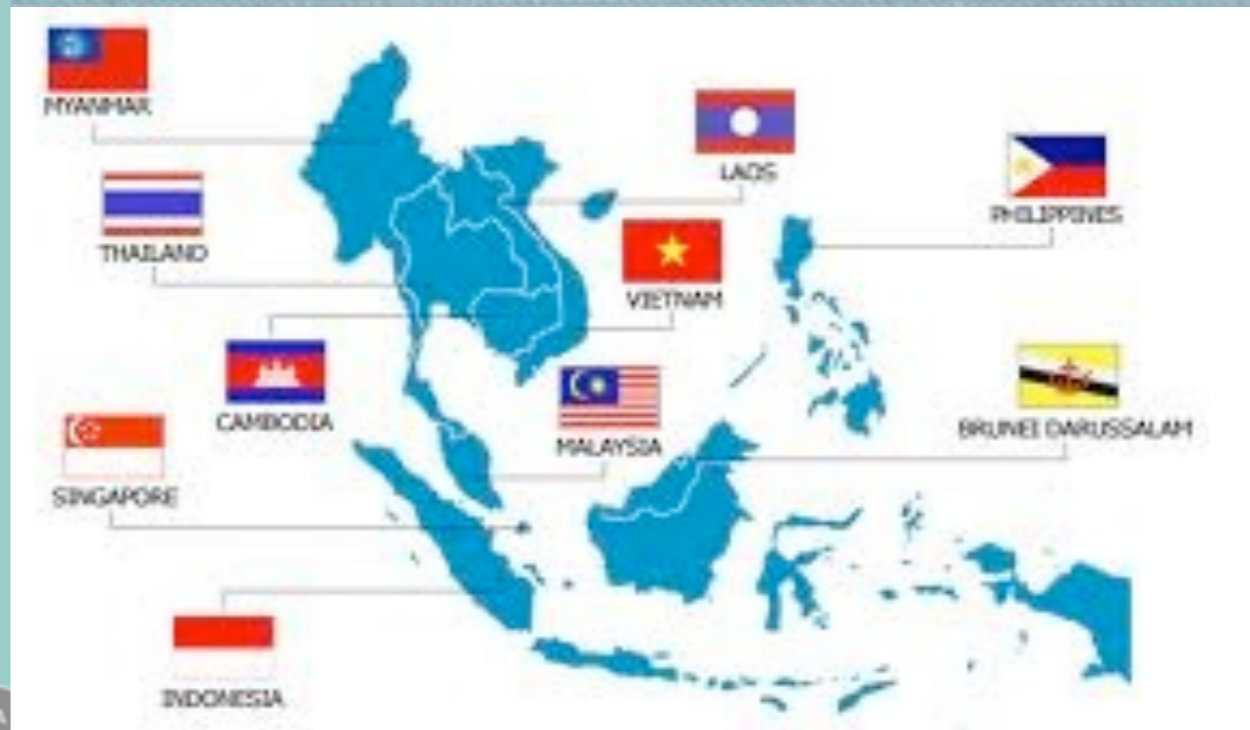 MYANMAR
LAOS
PHILIPPINES
THAILAND
VIETNAM
CAMBODIA
MALAYSIA
BRUNEI DARUSSALAM
SINGAPORE
INDONESIA